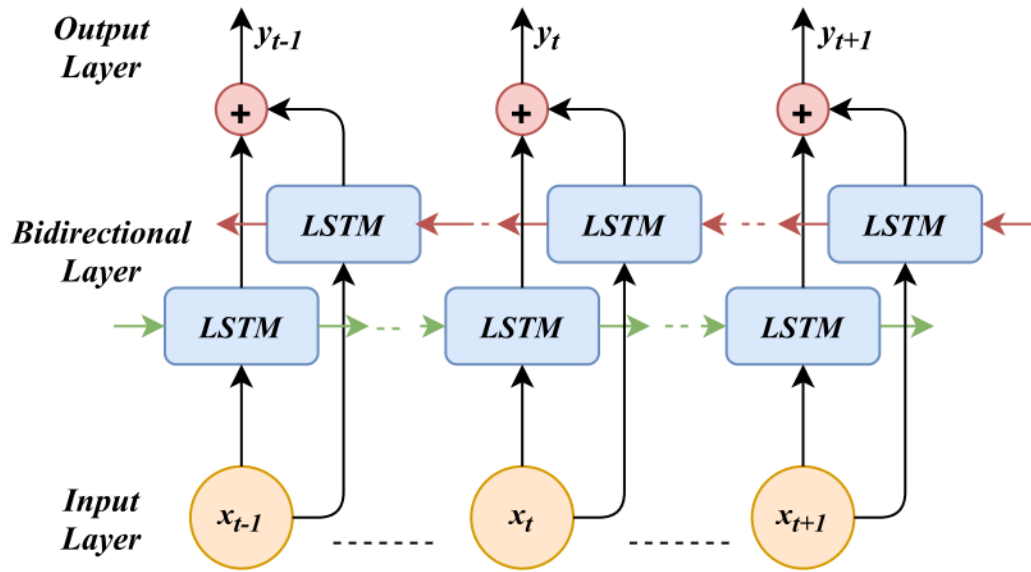 Output
Layer
y_{t-1}
y_t
y_{t+1}
+
+
+
LSTM
LSTM
LSTM
Bidirectional
Layer
LSTM
LSTM
LSTM
Input
Layer
x_{t-1}
x_t
x_{t+1}